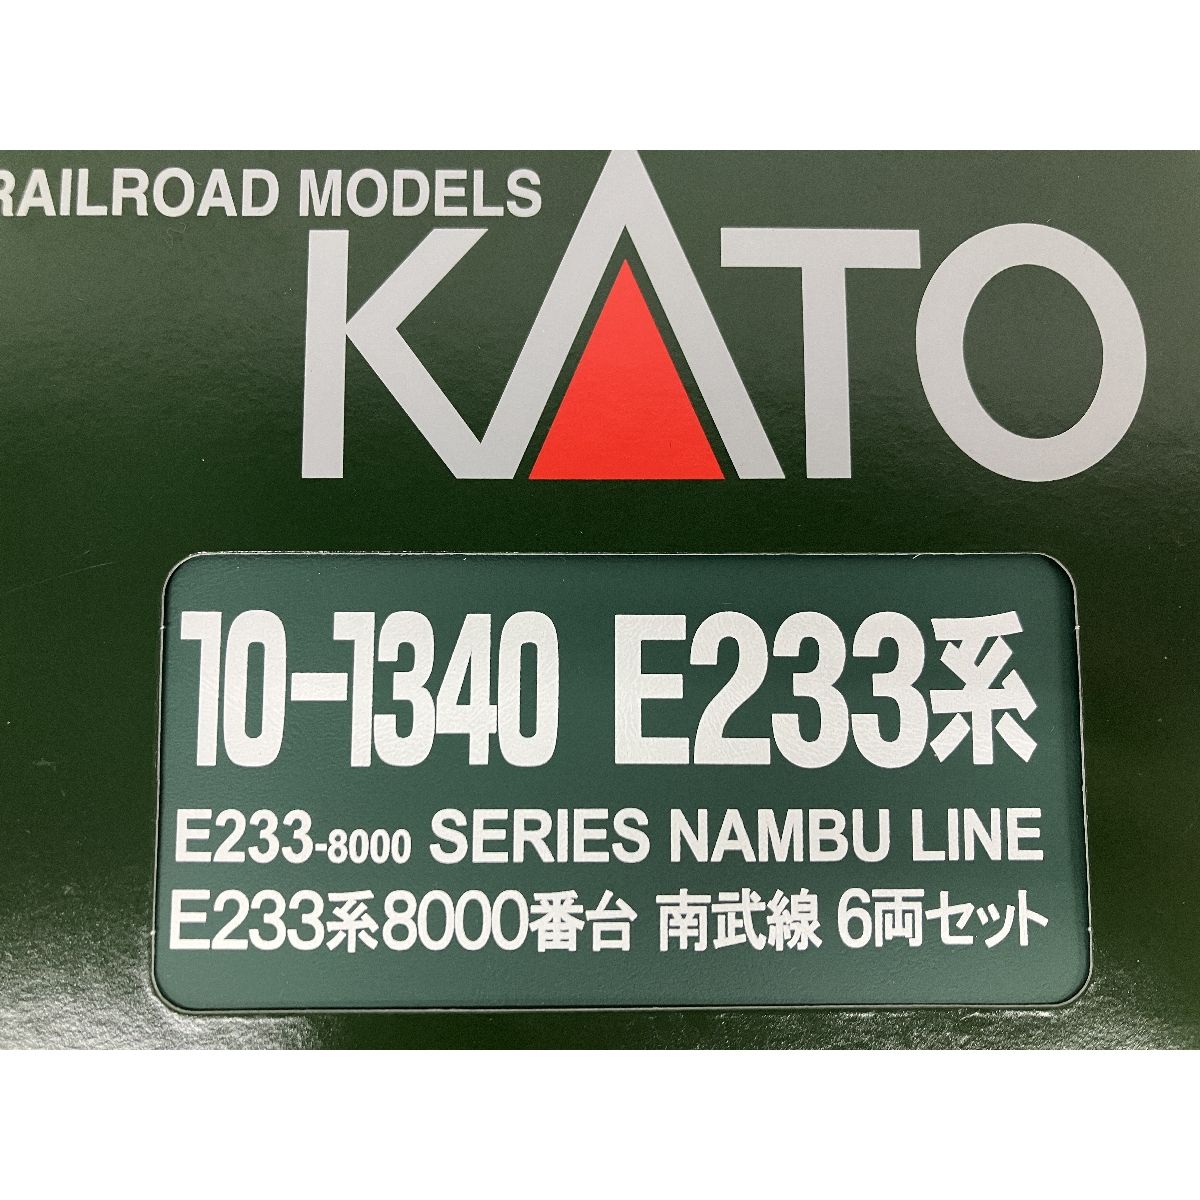 RAILROAD MODELS
KATO
10-1340 E233系
E233-8000 SERIES NAMBU LINE
E233系8000番台 南武線 6両セット